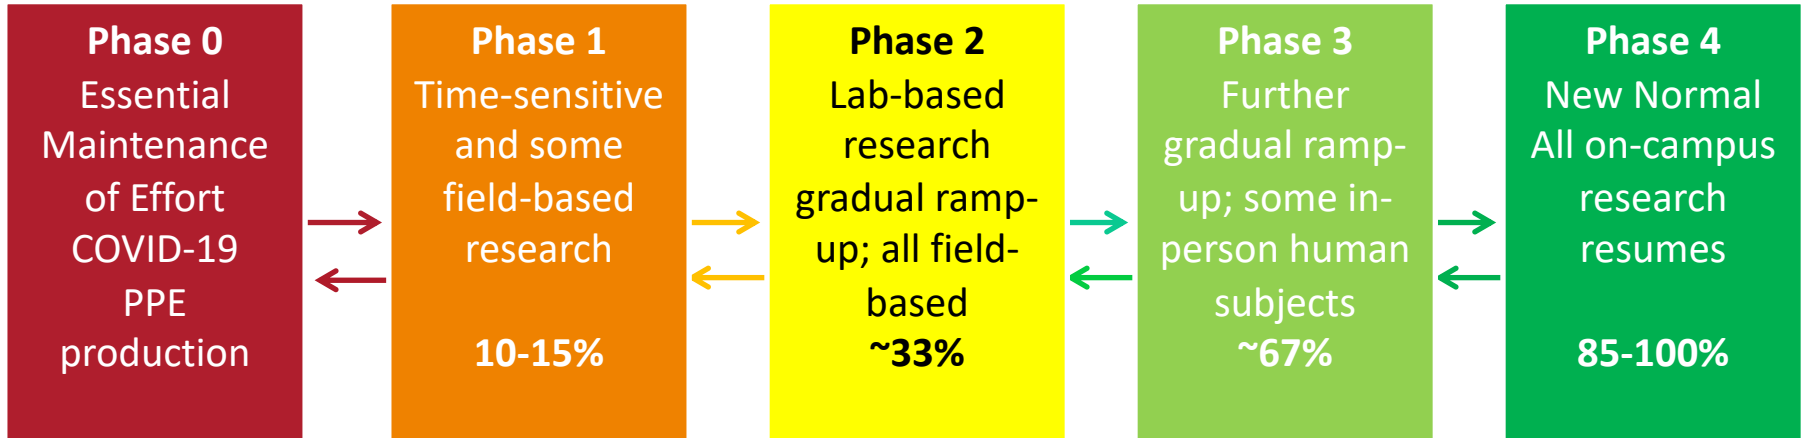 Phase 0
Essential
Maintenance
of Effort
COVID-19
PPE
production
Phase 1
Time-sensitive
and some
field-based
research
10-15%
Phase 2
Lab-based
research
gradual ramp-
up; all field-
based
~33%
Phase 3
Further
gradual ramp-
up; some in-
person human
subjects
~67%
Phase 4
New Normal
All on-campus
research
resumes
85-100%